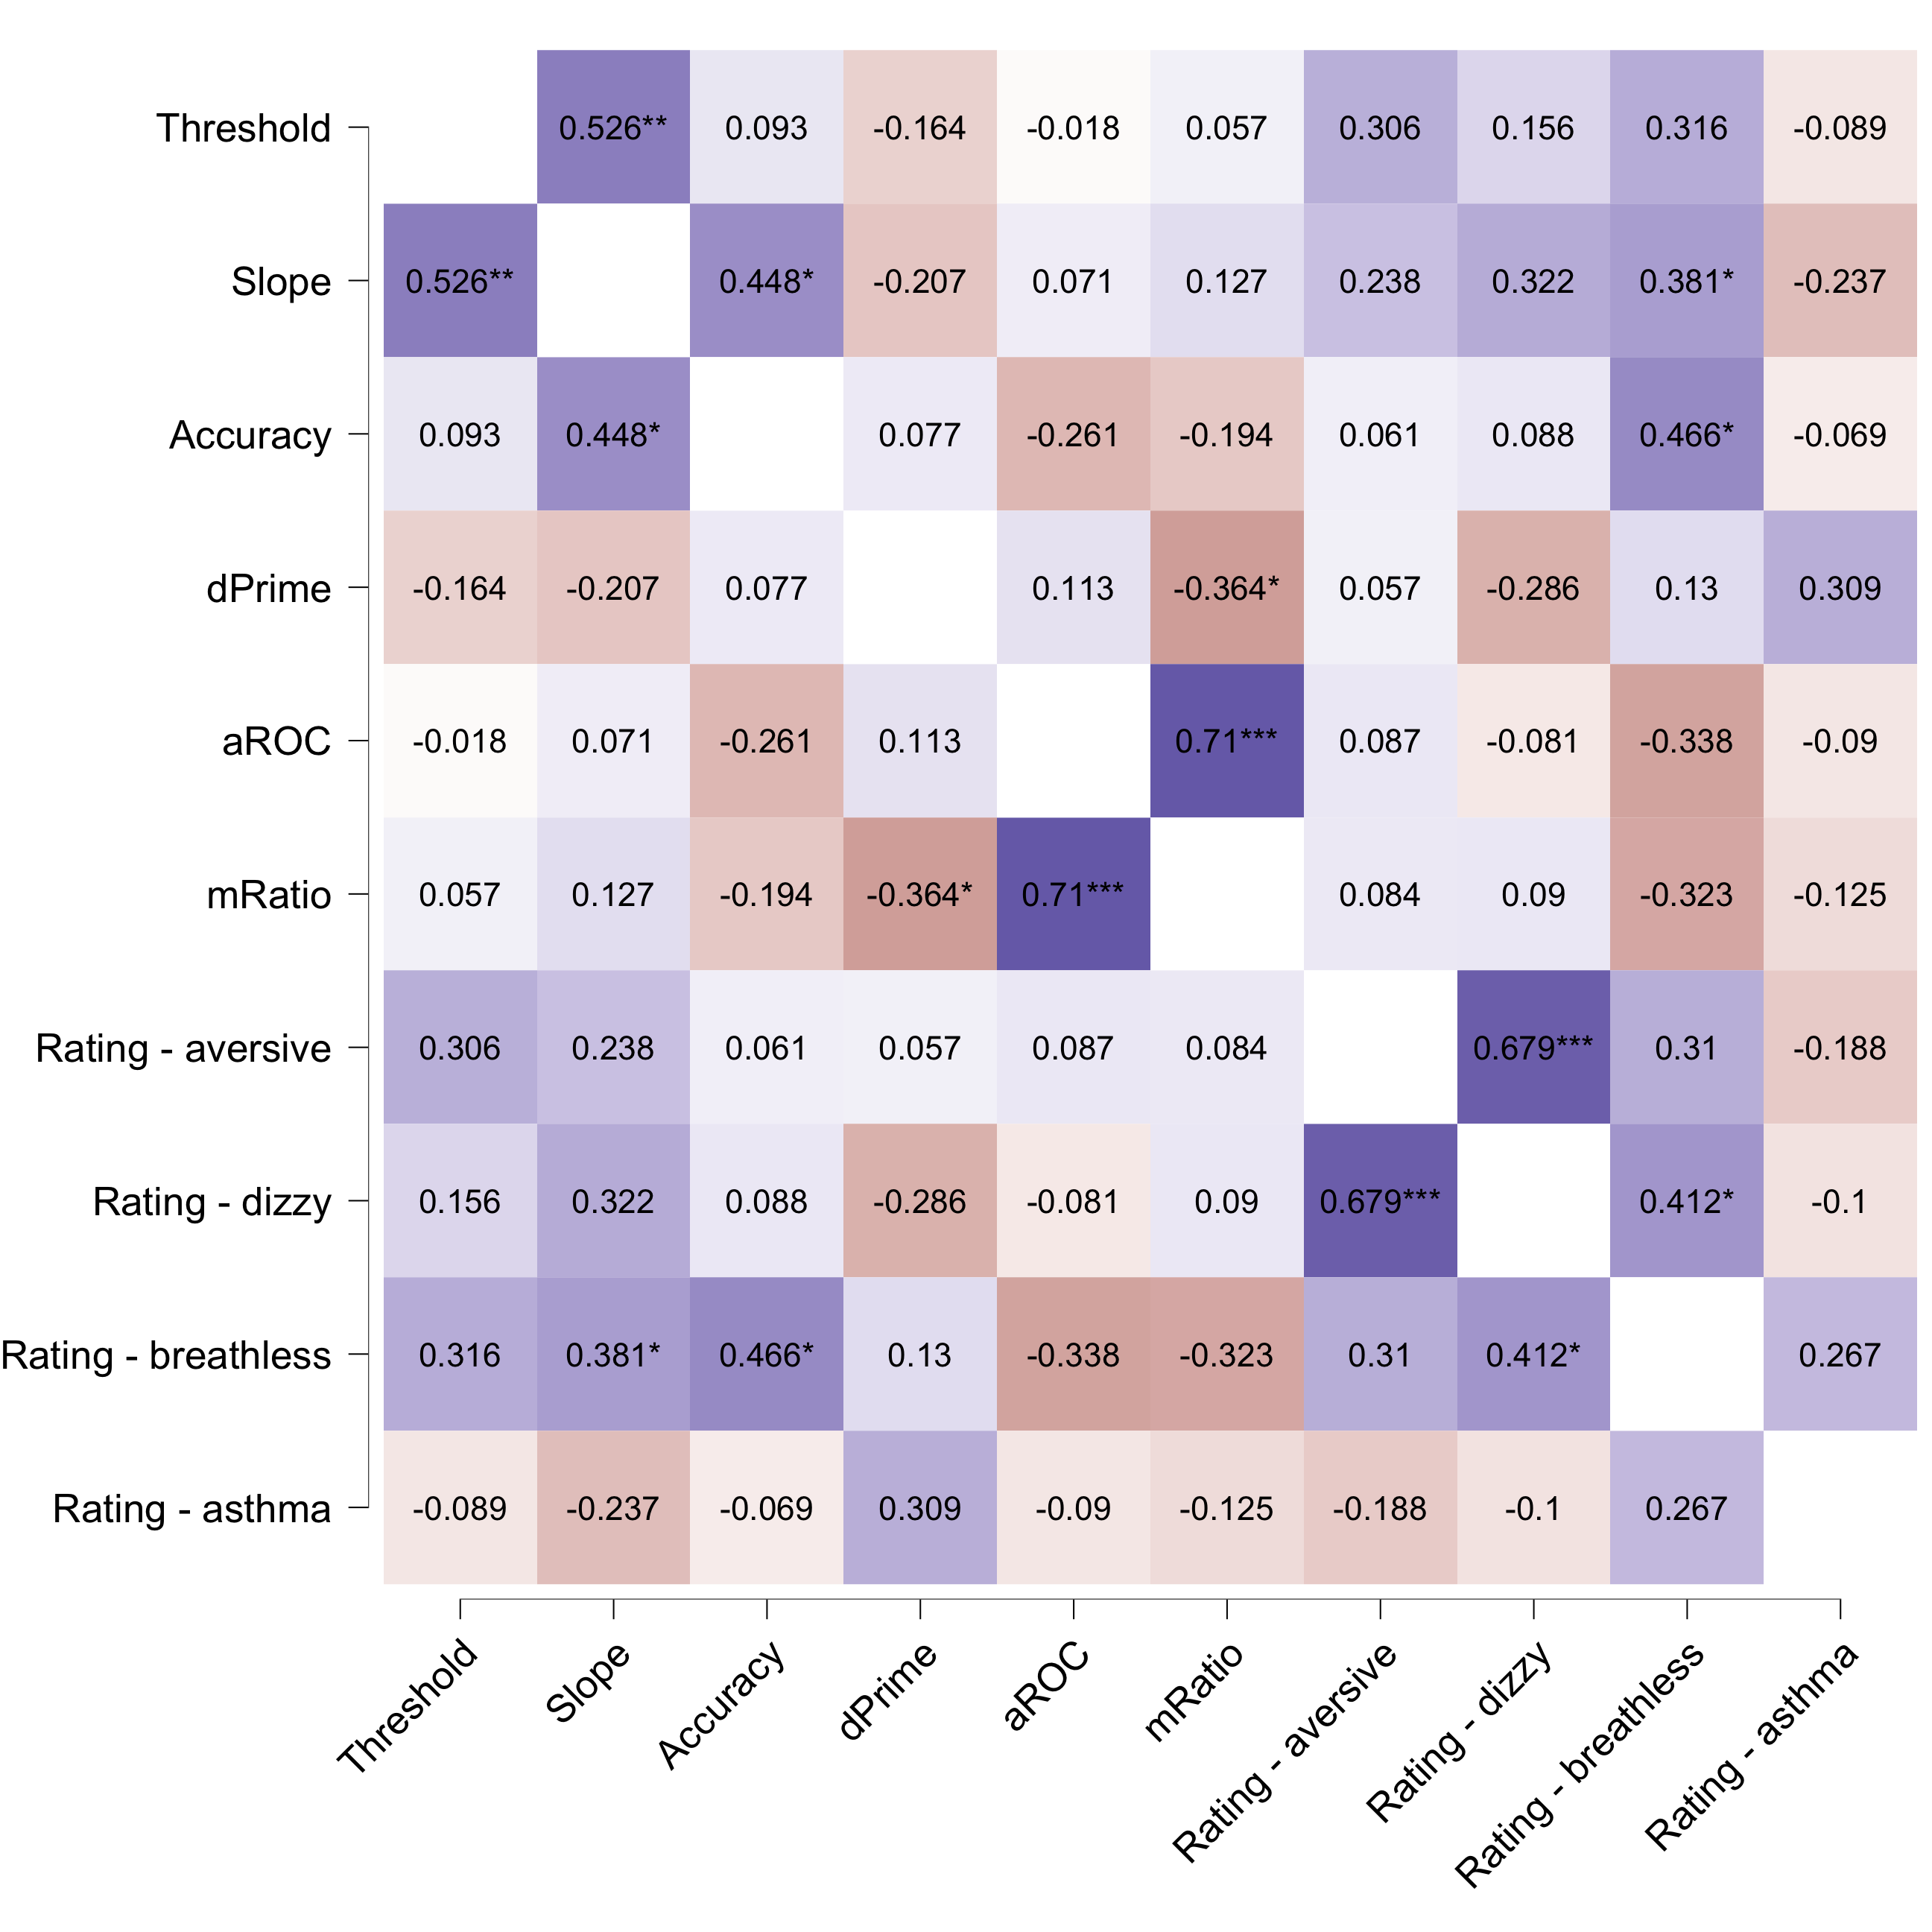 Threshold 0.526** 0.093 -0.164 -0.018 0.057 0.306 0.156 0.316 -0.089
Slope 0.526** 0.448* -0.207 0.071 0.127 0.238 0.322 0.381* -0.237
Accuracy 0.093 0.448* 0.077 -0.261 -0.194 0.061 0.088 0.466* -0.069
dPrime -0.164 -0.207 0.077 0.113 -0.364* 0.057 -0.286 0.13 0.309
aROC -0.018 0.071 -0.261 0.113 0.71*** 0.087 -0.081 -0.338 -0.09
mRatio 0.057 0.127 -0.194 -0.364* 0.71*** 0.084 0.09 -0.323 -0.125
Rating - aversive 0.306 0.238 0.061 0.057 0.087 0.084 0.679*** 0.31 -0.188
Rating - dizzy 0.156 0.322 0.088 -0.286 -0.081 0.09 0.679*** 0.412* -0.1
Rating - breathless 0.316 0.381* 0.466* 0.13 -0.338 -0.323 0.31 0.412* 0.267
Rating - asthma -0.089 -0.237 -0.069 0.309 -0.09 -0.125 -0.188 -0.1 0.267
Threshold
Slope
Accuracy
dPrime
aROC
mRatio
Rating - aversive
Rating - dizzy
Rating - breathless
Rating - asthma